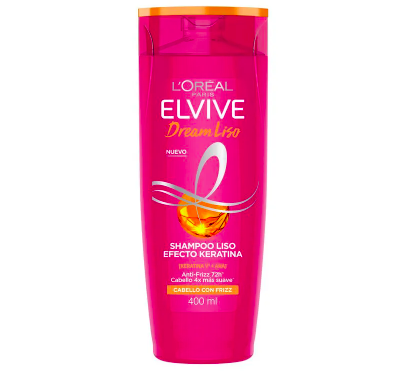 L'ORÉAL
PARIS
ELVIVE
Dream Liso
NUEVO
SHAMPOO LISO
EFECTO KERATINA
Anti-Frizz 72h
Cabello 4x más suave
CABELLO CON FRIZZ
400 ml